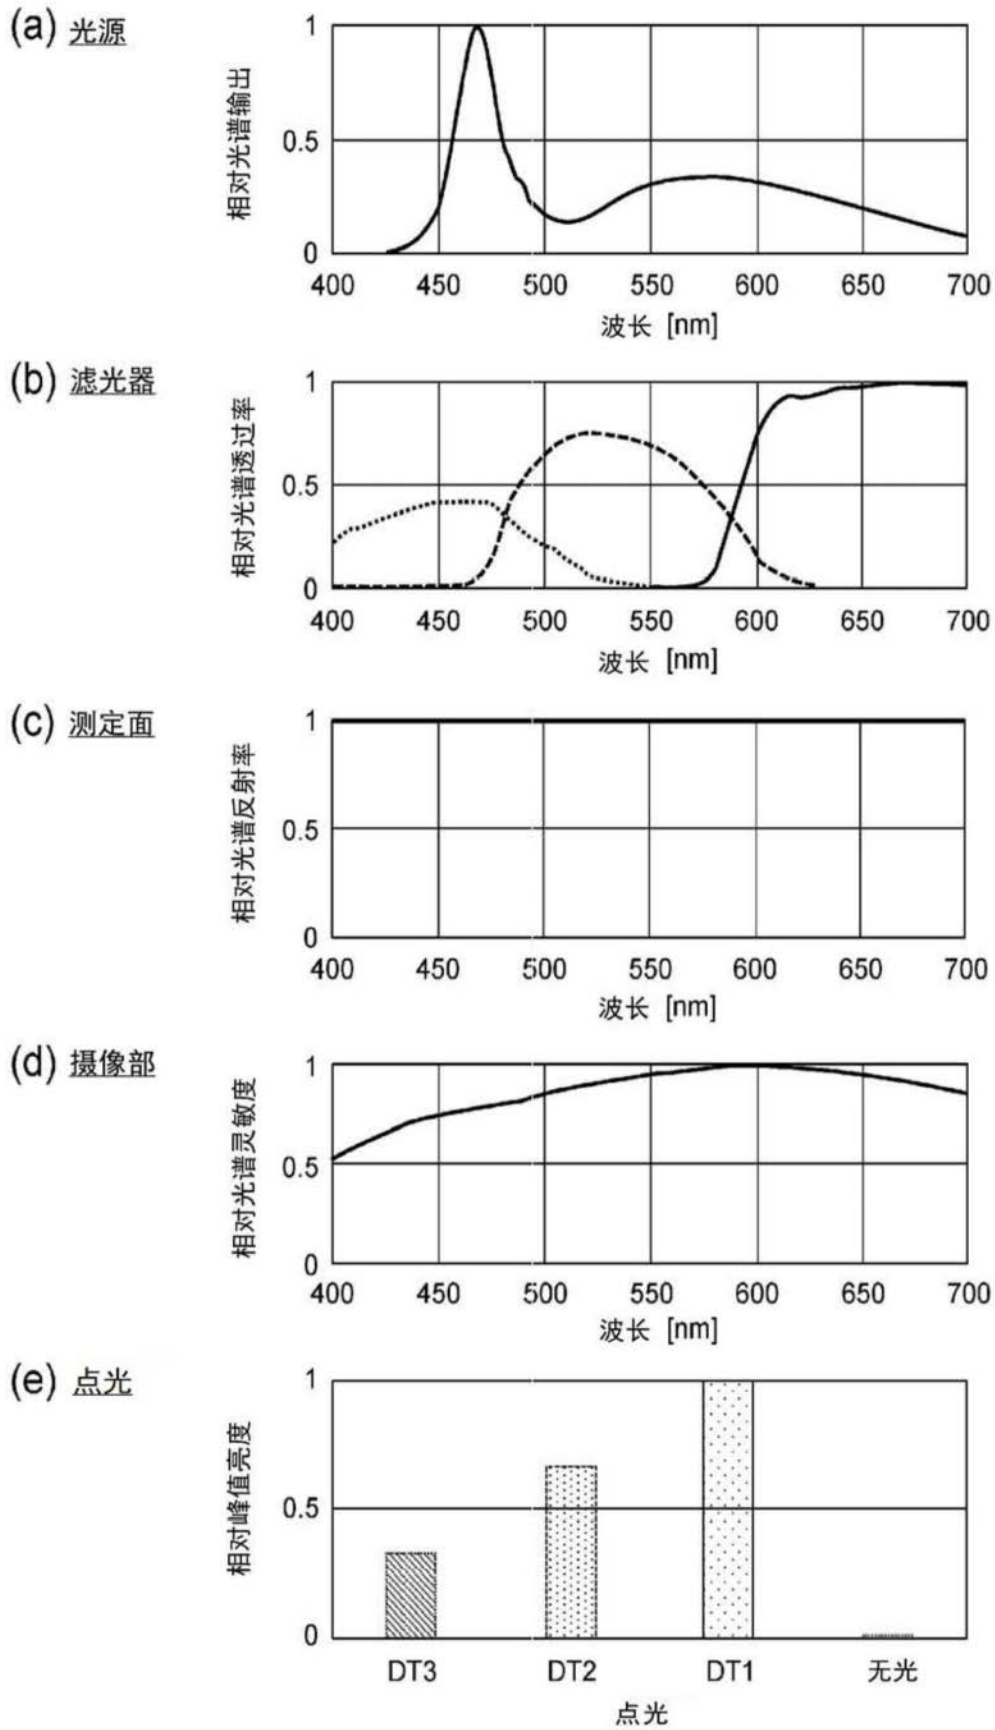 (a) 光源
相对光谱输出
1
0.5
0
400 450 500 550 600 650 700
波长 [nm]
(b) 滤光器
相对光谱透过率
1
0.5
0
400 450 500 550 600 650 700
波长 [nm]
(c) 测定面
相对光谱反射率
1
0.5
0
400 450 500 550 600 650 700
波长 [nm]
(d) 摄像部
相对光谱灵敏度
1
0.5
0
400 450 500 550 600 650 700
波长 [nm]
(e) 点光
相对峰值亮度
1
0.5
0
DT3 DT2 DT1 无光
点光